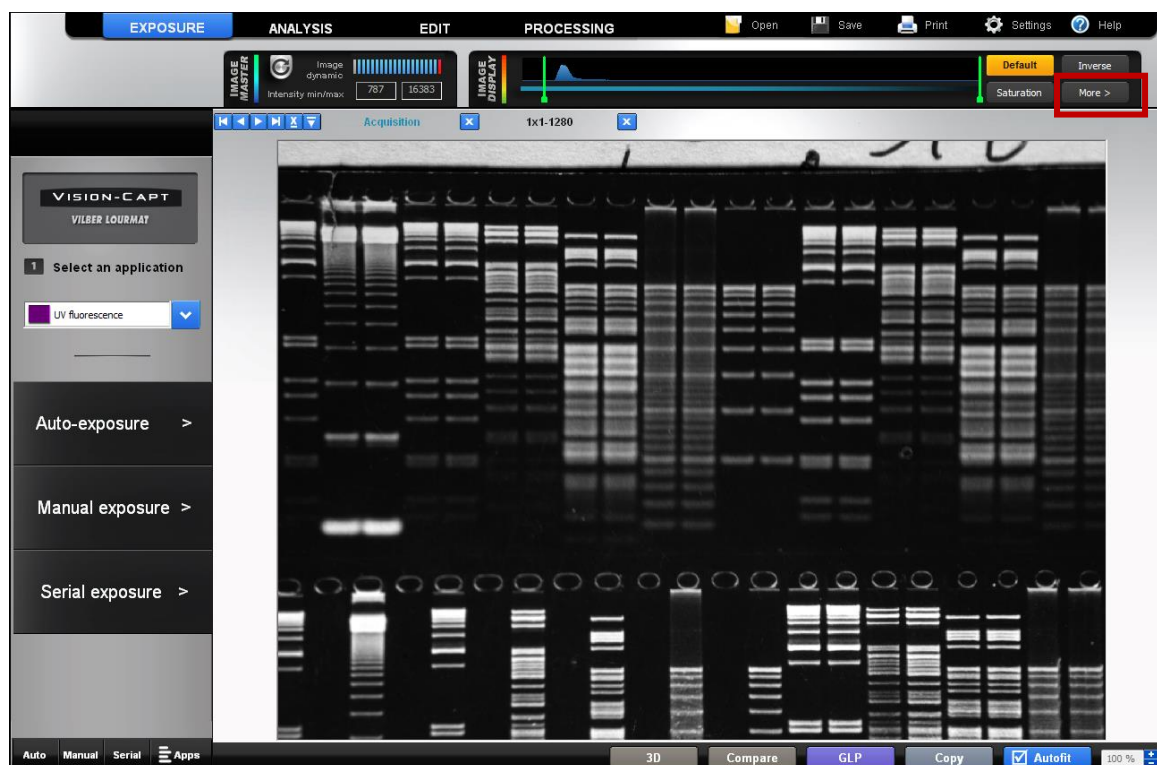 EXPOSURE ANALYSIS EDIT PROCESSING Open Save Print Settings Help
IMAGE MASTER
Image dynamic
Intensity min/max 787 16383
IMAGE DISPLAY
Default Inverse
Saturation More >
Acquisition 1x1-1280
VISION-CAPT
VILBER LOURMAT
1 Select an application
UV fluorescence
Auto-exposure >
Manual exposure >
Serial exposure >
Auto Manual Serial Apps
3D Compare GLP Copy Autofit 100 %